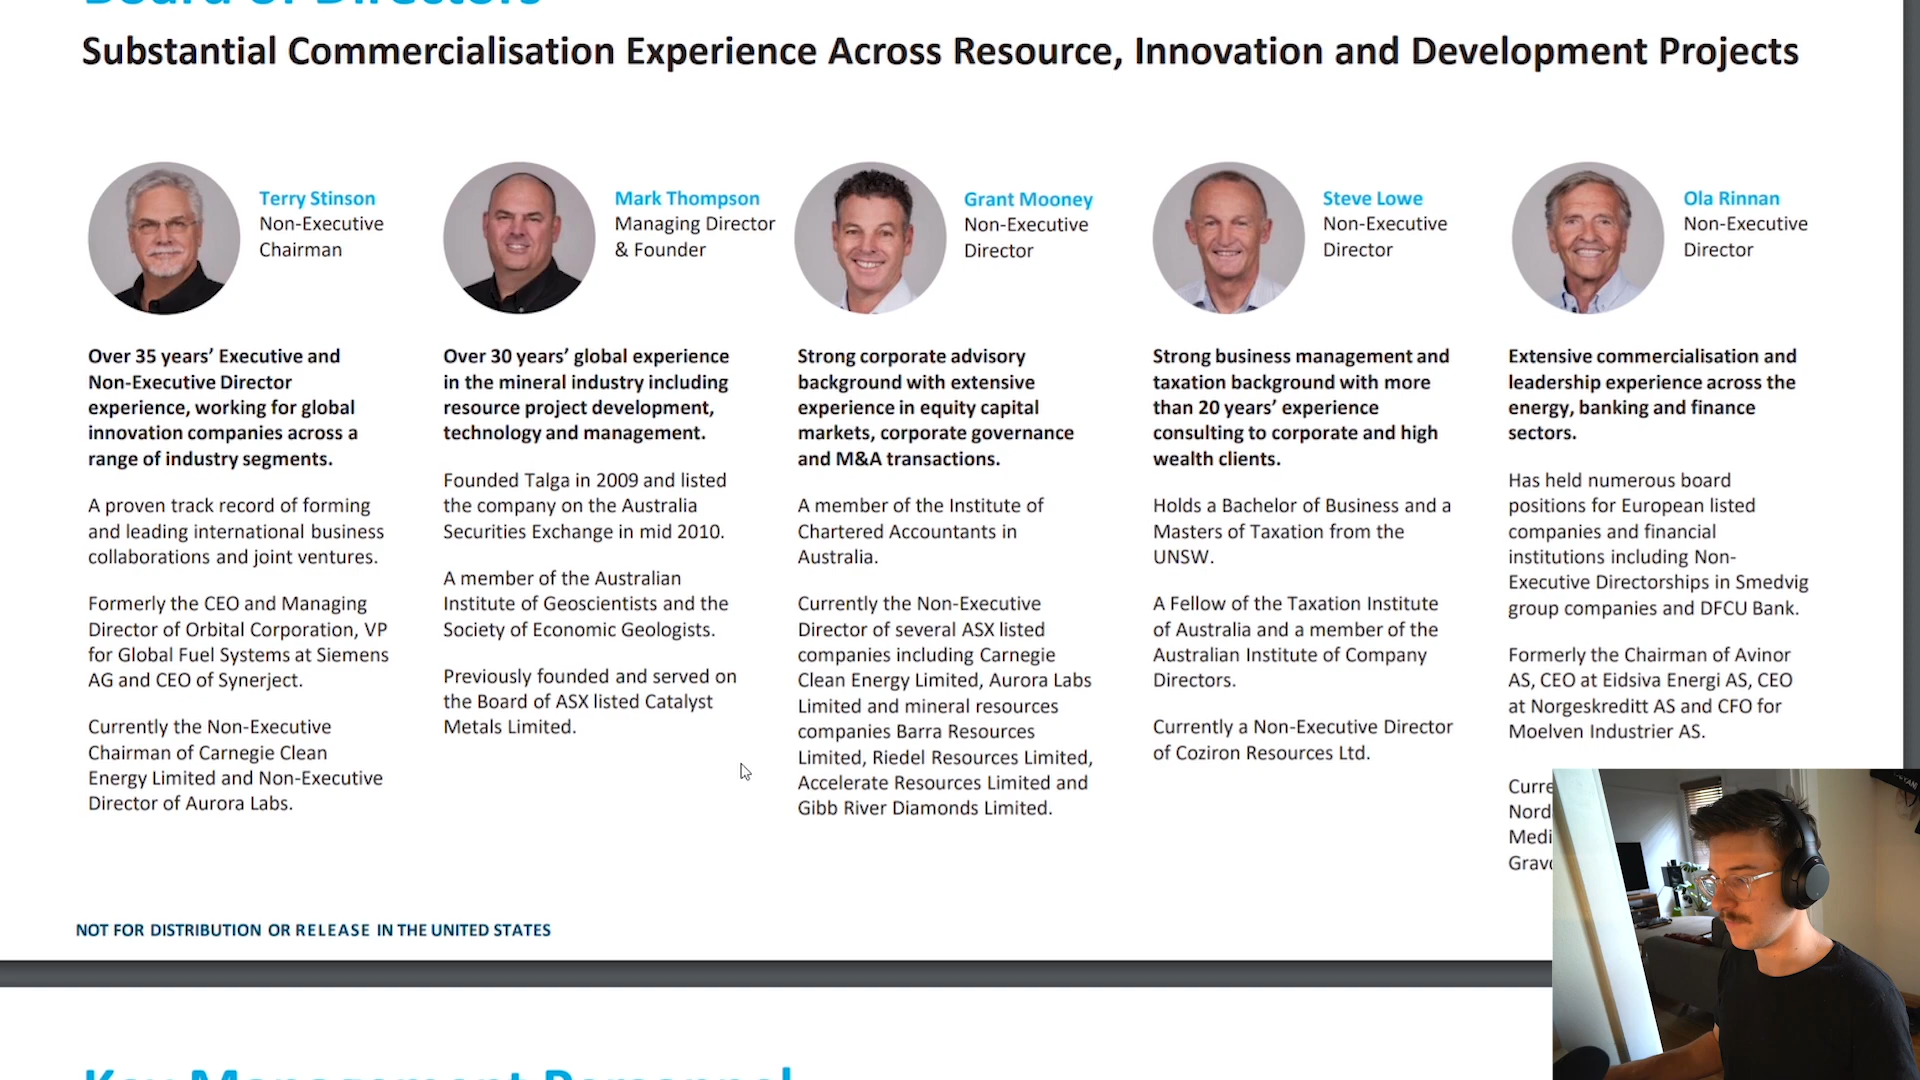 Board of Directors
Substantial Commercialisation Experience Across Resource, Innovation and Development Projects
Terry Stinson
Non-Executive
Chairman
Over 35 years’ Executive and
Non-Executive Director
experience, working for global
innovation companies across a
range of industry segments.
A proven track record of forming
and leading international business
collaborations and joint ventures.
Formerly the CEO and Managing
Director of Orbital Corporation, VP
for Global Fuel Systems at Siemens
AG and CEO of Synerject.
Currently the Non-Executive
Chairman of Carnegie Clean
Energy Limited and Non-Executive
Director of Aurora Labs.
Mark Thompson
Managing Director
& Founder
Over 30 years’ global experience
in the mineral industry including
resource project development,
technology and management.
Founded Talga in 2009 and listed
the company on the Australia
Securities Exchange in mid 2010.
A member of the Australian
Institute of Geoscientists and the
Society of Economic Geologists.
Previously founded and served on
the Board of ASX listed Catalyst
Metals Limited.
Grant Mooney
Non-Executive
Director
Strong corporate advisory
background with extensive
experience in equity capital
markets, corporate governance
and M&A transactions.
A member of the Institute of
Chartered Accountants in
Australia.
Currently the Non-Executive
Director of several ASX listed
companies including Carnegie
Clean Energy Limited, Aurora Labs
Limited and mineral resources
companies Barra Resources
Limited, Riedel Resources Limited,
Accelerate Resources Limited and
Gibb River Diamonds Limited.
Steve Lowe
Non-Executive
Director
Strong business management and
taxation background with more
than 20 years’ experience
consulting to corporate and high
wealth clients.
Holds a Bachelor of Business and a
Masters of Taxation from the
UNSW.
A Fellow of the Taxation Institute
of Australia and a member of the
Australian Institute of Company
Directors.
Currently a Non-Executive Director
of Coziron Resources Ltd.
Ola Rinnan
Non-Executive
Director
Extensive commercialisation and
leadership experience across the
energy, banking and finance
sectors.
Has held numerous board
positions for European listed
companies and financial
institutions including Non-
Executive Directorships in Smedvig
group companies and DFCU Bank.
Formerly the Chairman of Avinor
AS, CEO at Eidsiva Energi AS, CEO
at Norgeskreditt AS and CFO for
Moelven Industrier AS.
Curre
Nord
Medi
Grav
NOT FOR DISTRIBUTION OR RELEASE IN THE UNITED STATES
Key Management Personnel